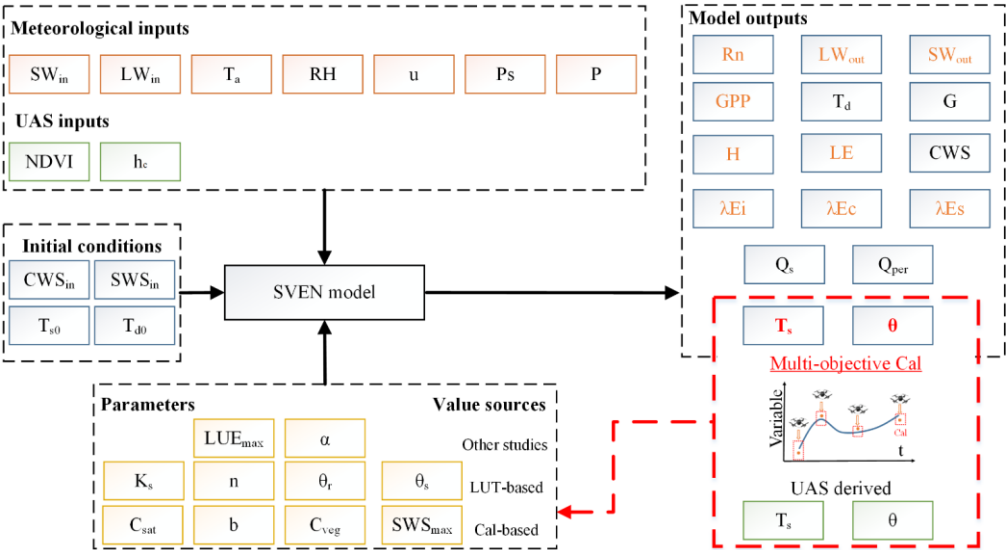 Meteorological inputs
SWin LWin Ta RH u Ps P
UAS inputs
NDVI hc
Initial conditions
CWSin SWSin
Ts0 Td0
SVEN model
Parameters Value sources
LUEmax α Other studies
Ks n θr θs LUT-based
Csat b Cveg SWSmax Cal-based
Model outputs
Rn LWout SWout
GPP Td G
H LE CWS
λEi λEc λEs
Qs Qper
Ts θ
Multi-objective Cal
Variable
Cal
t
UAS derived
Ts θ